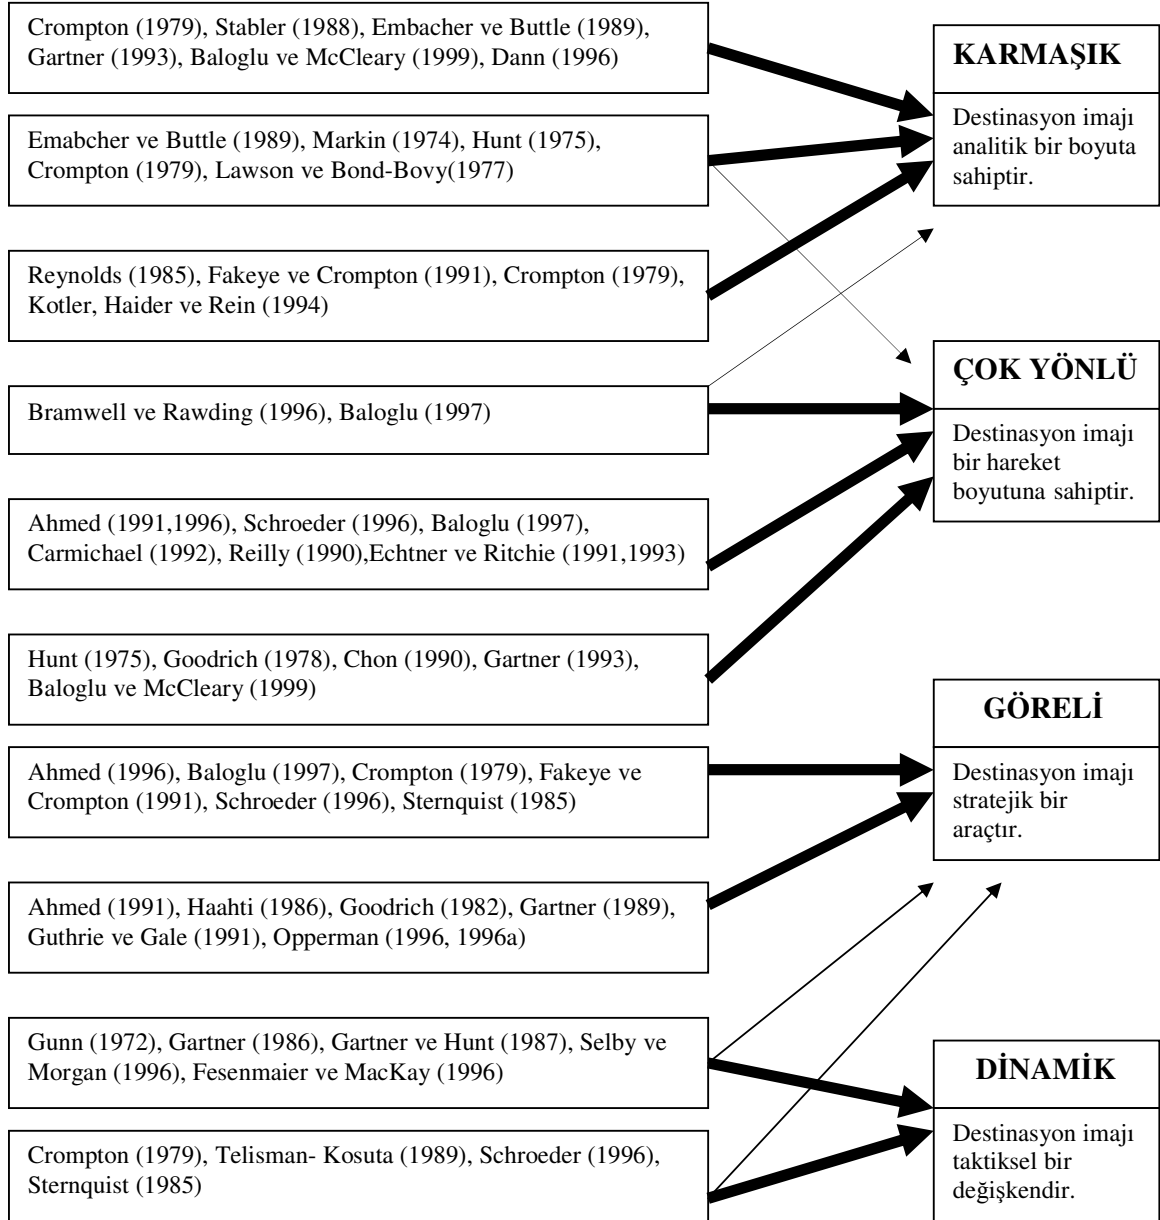 Crompton (1979), Stabler (1988), Embacher ve Buttle (1989),
Gartner (1993), Baloglu ve McCleary (1999), Dann (1996)
Emabcher ve Buttle (1989), Markin (1974), Hunt (1975),
Crompton (1979), Lawson ve Bond-Bovy(1977)
Reynolds (1985), Fakeye ve Crompton (1991), Crompton (1979),
Kotler, Haider ve Rein (1994)
Bramwell ve Rawding (1996), Baloglu (1997)
Ahmed (1991,1996), Schroeder (1996), Baloglu (1997),
Carmichael (1992), Reilly (1990),Echtner ve Ritchie (1991,1993)
Hunt (1975), Goodrich (1978), Chon (1990), Gartner (1993),
Baloglu ve McCleary (1999)
Ahmed (1996), Baloglu (1997), Crompton (1979), Fakeye ve
Crompton (1991), Schroeder (1996), Sternquist (1985)
Ahmed (1991), Haahti (1986), Goodrich (1982), Gartner (1989),
Guthrie ve Gale (1991), Opperman (1996, 1996a)
Gunn (1972), Gartner (1986), Gartner ve Hunt (1987), Selby ve
Morgan (1996), Fesenmaier ve MacKay (1996)
Crompton (1979), Telisman- Kosuta (1989), Schroeder (1996),
Sternquist (1985)
KARMAŞIK
Destinasyon imajı
analitik bir boyuta
sahiptir.
ÇOK YÖNLÜ
Destinasyon imajı
bir hareket
boyutuna sahiptir.
GÖRELİ
Destinasyon imajı
stratejik bir
araçtır.
DİNAMİK
Destinasyon imajı
taktiksel bir
değişkendir.